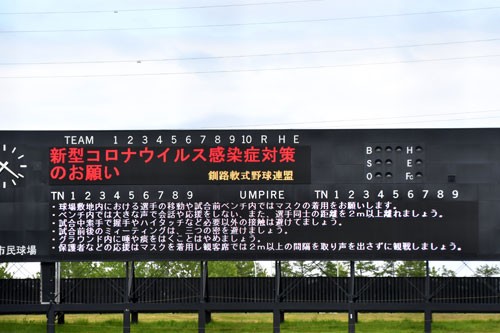 TEAM 1 2 3 4 5 6 7 8 9 10 R H E
新型コロナウイルス感染症対策
のお願い 釧路軟式野球連盟
B H
S E
O Fc
TN 1 2 3 4 5 6 7 8 9 UMPIRE TN 1 2 3 4 5 6 7 8 9
・球場敷地内における選手の移動や試合前ベンチ内ではマスクの着用をお願いします。
・ベンチ内では大きな声で会話や応援をしない、また、選手同士の距離を2m以上離れましょう。
・試合中素手で握手やハイタッチなど必要以外の接触は避けてましょう。
・試合前後のミーティングは、三つの密を避けましょう。
・グラウンド内に唾や痰をはくことはやめましょう。
・保護者などの応援はマスクを着用し観客席では2m以上の間隔を取り声を出さずに観戦しましょう。
市民球場